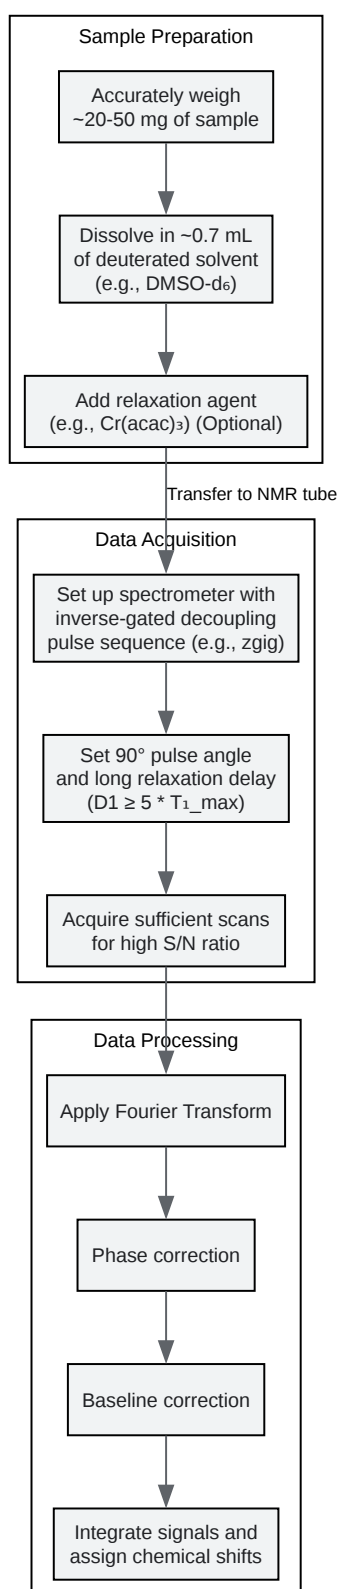 Sample Preparation
Accurately weigh
~20-50 mg of sample
Dissolve in ~0.7 mL
of deuterated solvent
(e.g., DMSO-d₆)
Add relaxation agent
(e.g., Cr(acac)₃) (Optional)
Transfer to NMR tube
Data Acquisition
Set up spectrometer with
inverse-gated decoupling
pulse sequence (e.g., zgig)
Set 90° pulse angle
and long relaxation delay
(D1 ≥ 5 * T₁_max)
Acquire sufficient scans
for high S/N ratio
Data Processing
Apply Fourier Transform
Phase correction
Baseline correction
Integrate signals and
assign chemical shifts